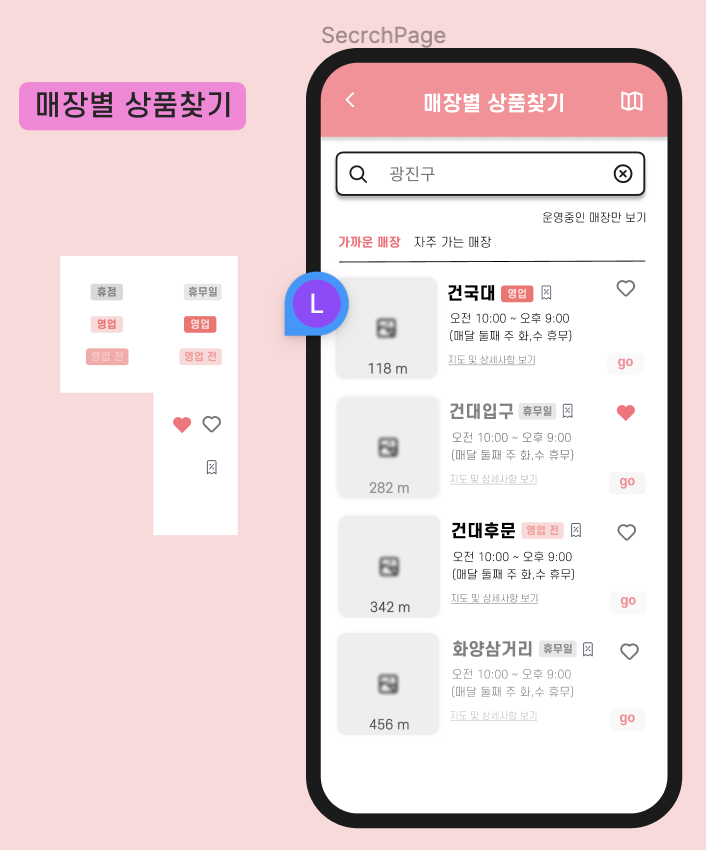 SecrchPage
매장별 상품찾기
매장별 상품찾기
광진구
운영중인 매장만 보기
가까운 매장 자주 가는 매장
휴점 휴무일
영업 영업
영업 전 영업 전
L
건국대 영업
오전 10:00 ~ 오후 9:00
(매달 둘째 주 화,수 휴무)
지도 및 상세사항 보기
go
118 m
건대입구 휴무일
오전 10:00 ~ 오후 9:00
(매달 둘째 주 화,수 휴무)
지도 및 상세사항 보기
go
282 m
건대후문 영업 전
오전 10:00 ~ 오후 9:00
(매달 둘째 주 화,수 휴무)
지도 및 상세사항 보기
go
342 m
화양삼거리 휴무일
오전 10:00 ~ 오후 9:00
(매달 둘째 주 화,수 휴무)
지도 및 상세사항 보기
go
456 m